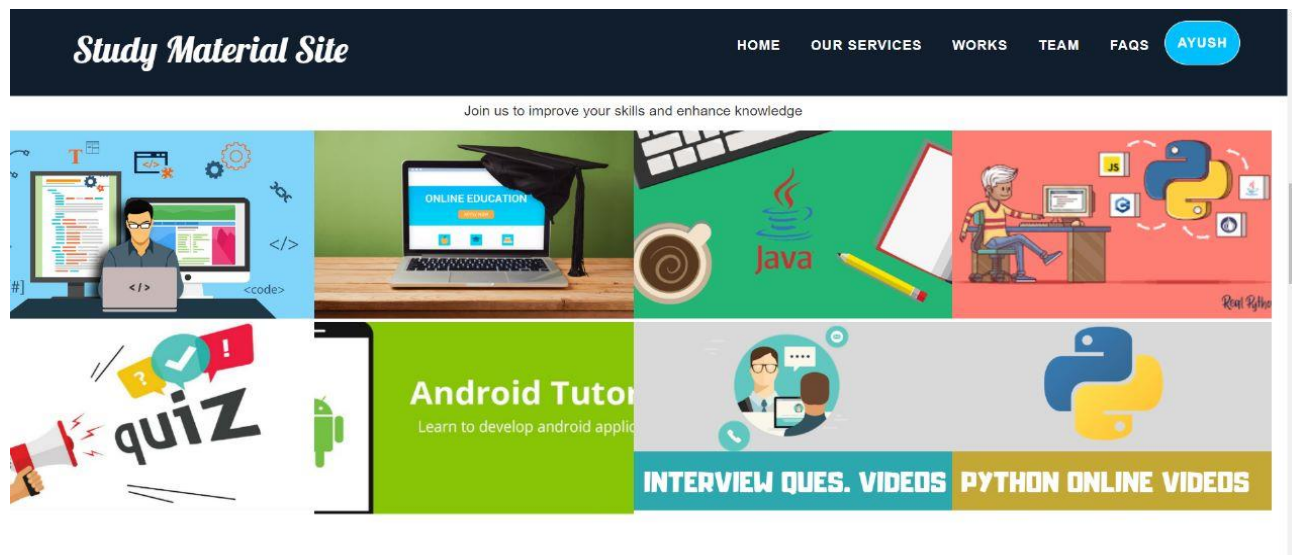 Study Material Site
HOME OUR SERVICES WORKS TEAM FAQS AYUSH
Join us to improve your skills and enhance knowledge
T
</>
#]
</>
<code>
ONLINE EDUCATION
Java
JS
C
Real Pytho
? !
quiz
Android Tutor
Learn to develop android applic
INTERVIEW QUES. VIDEOS
PYTHON ONLINE VIDEOS